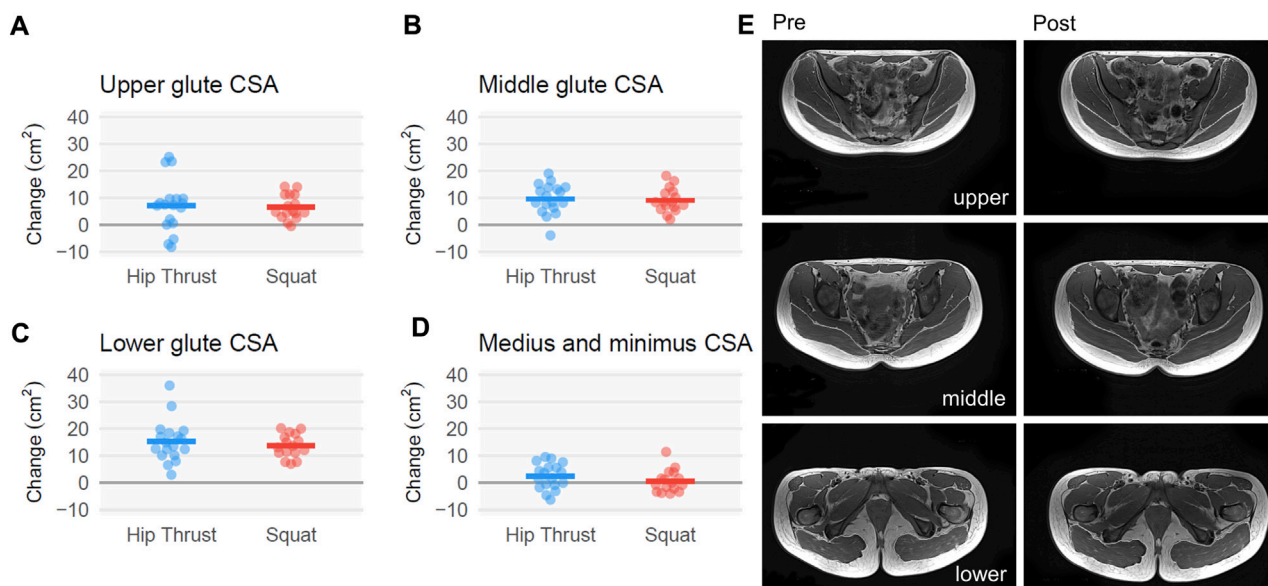 A
Upper glute CSA
Change (cm²)
40
30
20
10
0
−10
Hip Thrust Squat
B
Middle glute CSA
Change (cm²)
40
30
20
10
0
−10
Hip Thrust Squat
C
Lower glute CSA
Change (cm²)
40
30
20
10
0
−10
Hip Thrust Squat
D
Medius and minimus CSA
Change (cm²)
40
30
20
10
0
−10
Hip Thrust Squat
E
Pre Post
upper
middle
lower